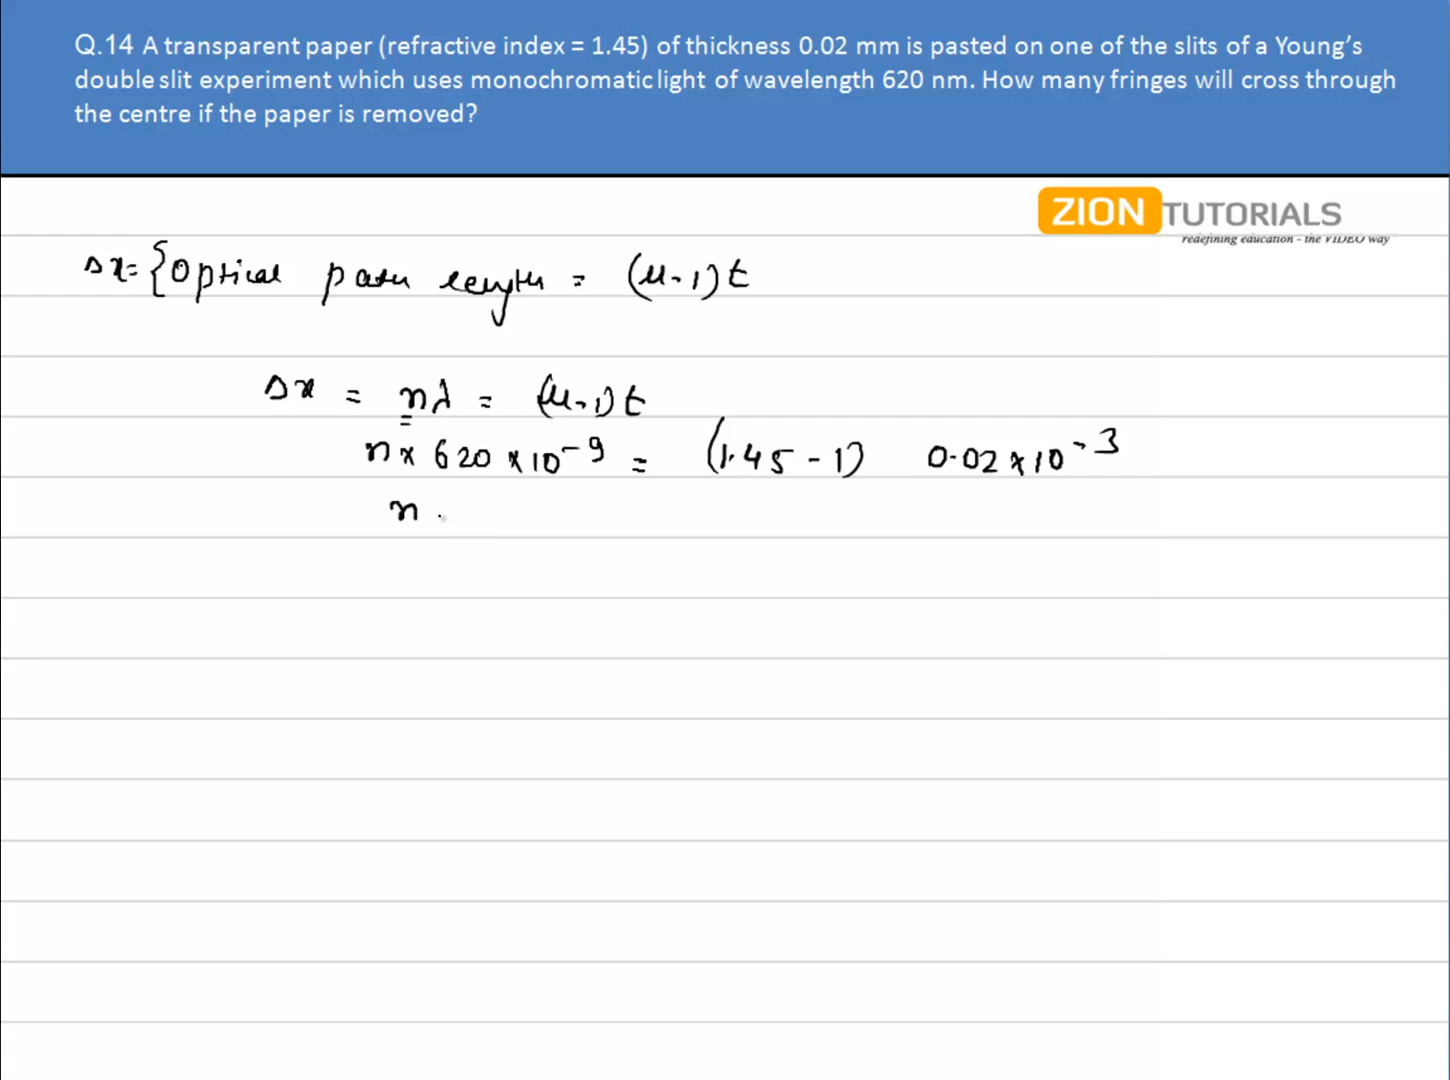 Q.14 A transparent paper (refractive index = 1.45) of thickness 0.02 mm is pasted on one of the slits of a Young's
double slit experiment which uses monochromatic light of wavelength 620 nm. How many fringes will cross through
the centre if the paper is removed?
ZION TUTORIALS
redefining education - the VIDEO way
Δx = {Optical path length = (μ-1)t
Δx = nλ = (μ-1)t
n × 620 × 10⁻⁹ = (1.45 - 1) 0.02 × 10⁻³
n